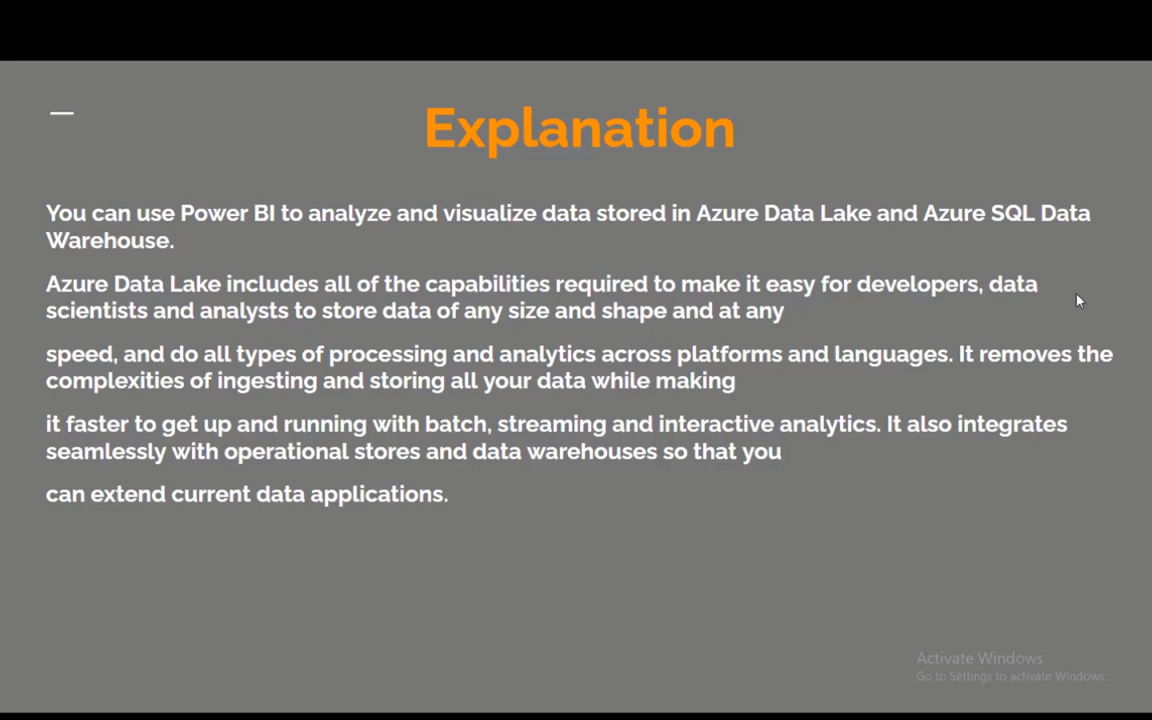 Explanation
You can use Power BI to analyze and visualize data stored in Azure Data Lake and Azure SQL Data
Warehouse.
Azure Data Lake includes all of the capabilities required to make it easy for developers, data
scientists and analysts to store data of any size and shape and at any
speed, and do all types of processing and analytics across platforms and languages. It removes the
complexities of ingesting and storing all your data while making
it faster to get up and running with batch, streaming and interactive analytics. It also integrates
seamlessly with operational stores and data warehouses so that you
can extend current data applications.
Activate Windows
Go to Settings to activate Windows.